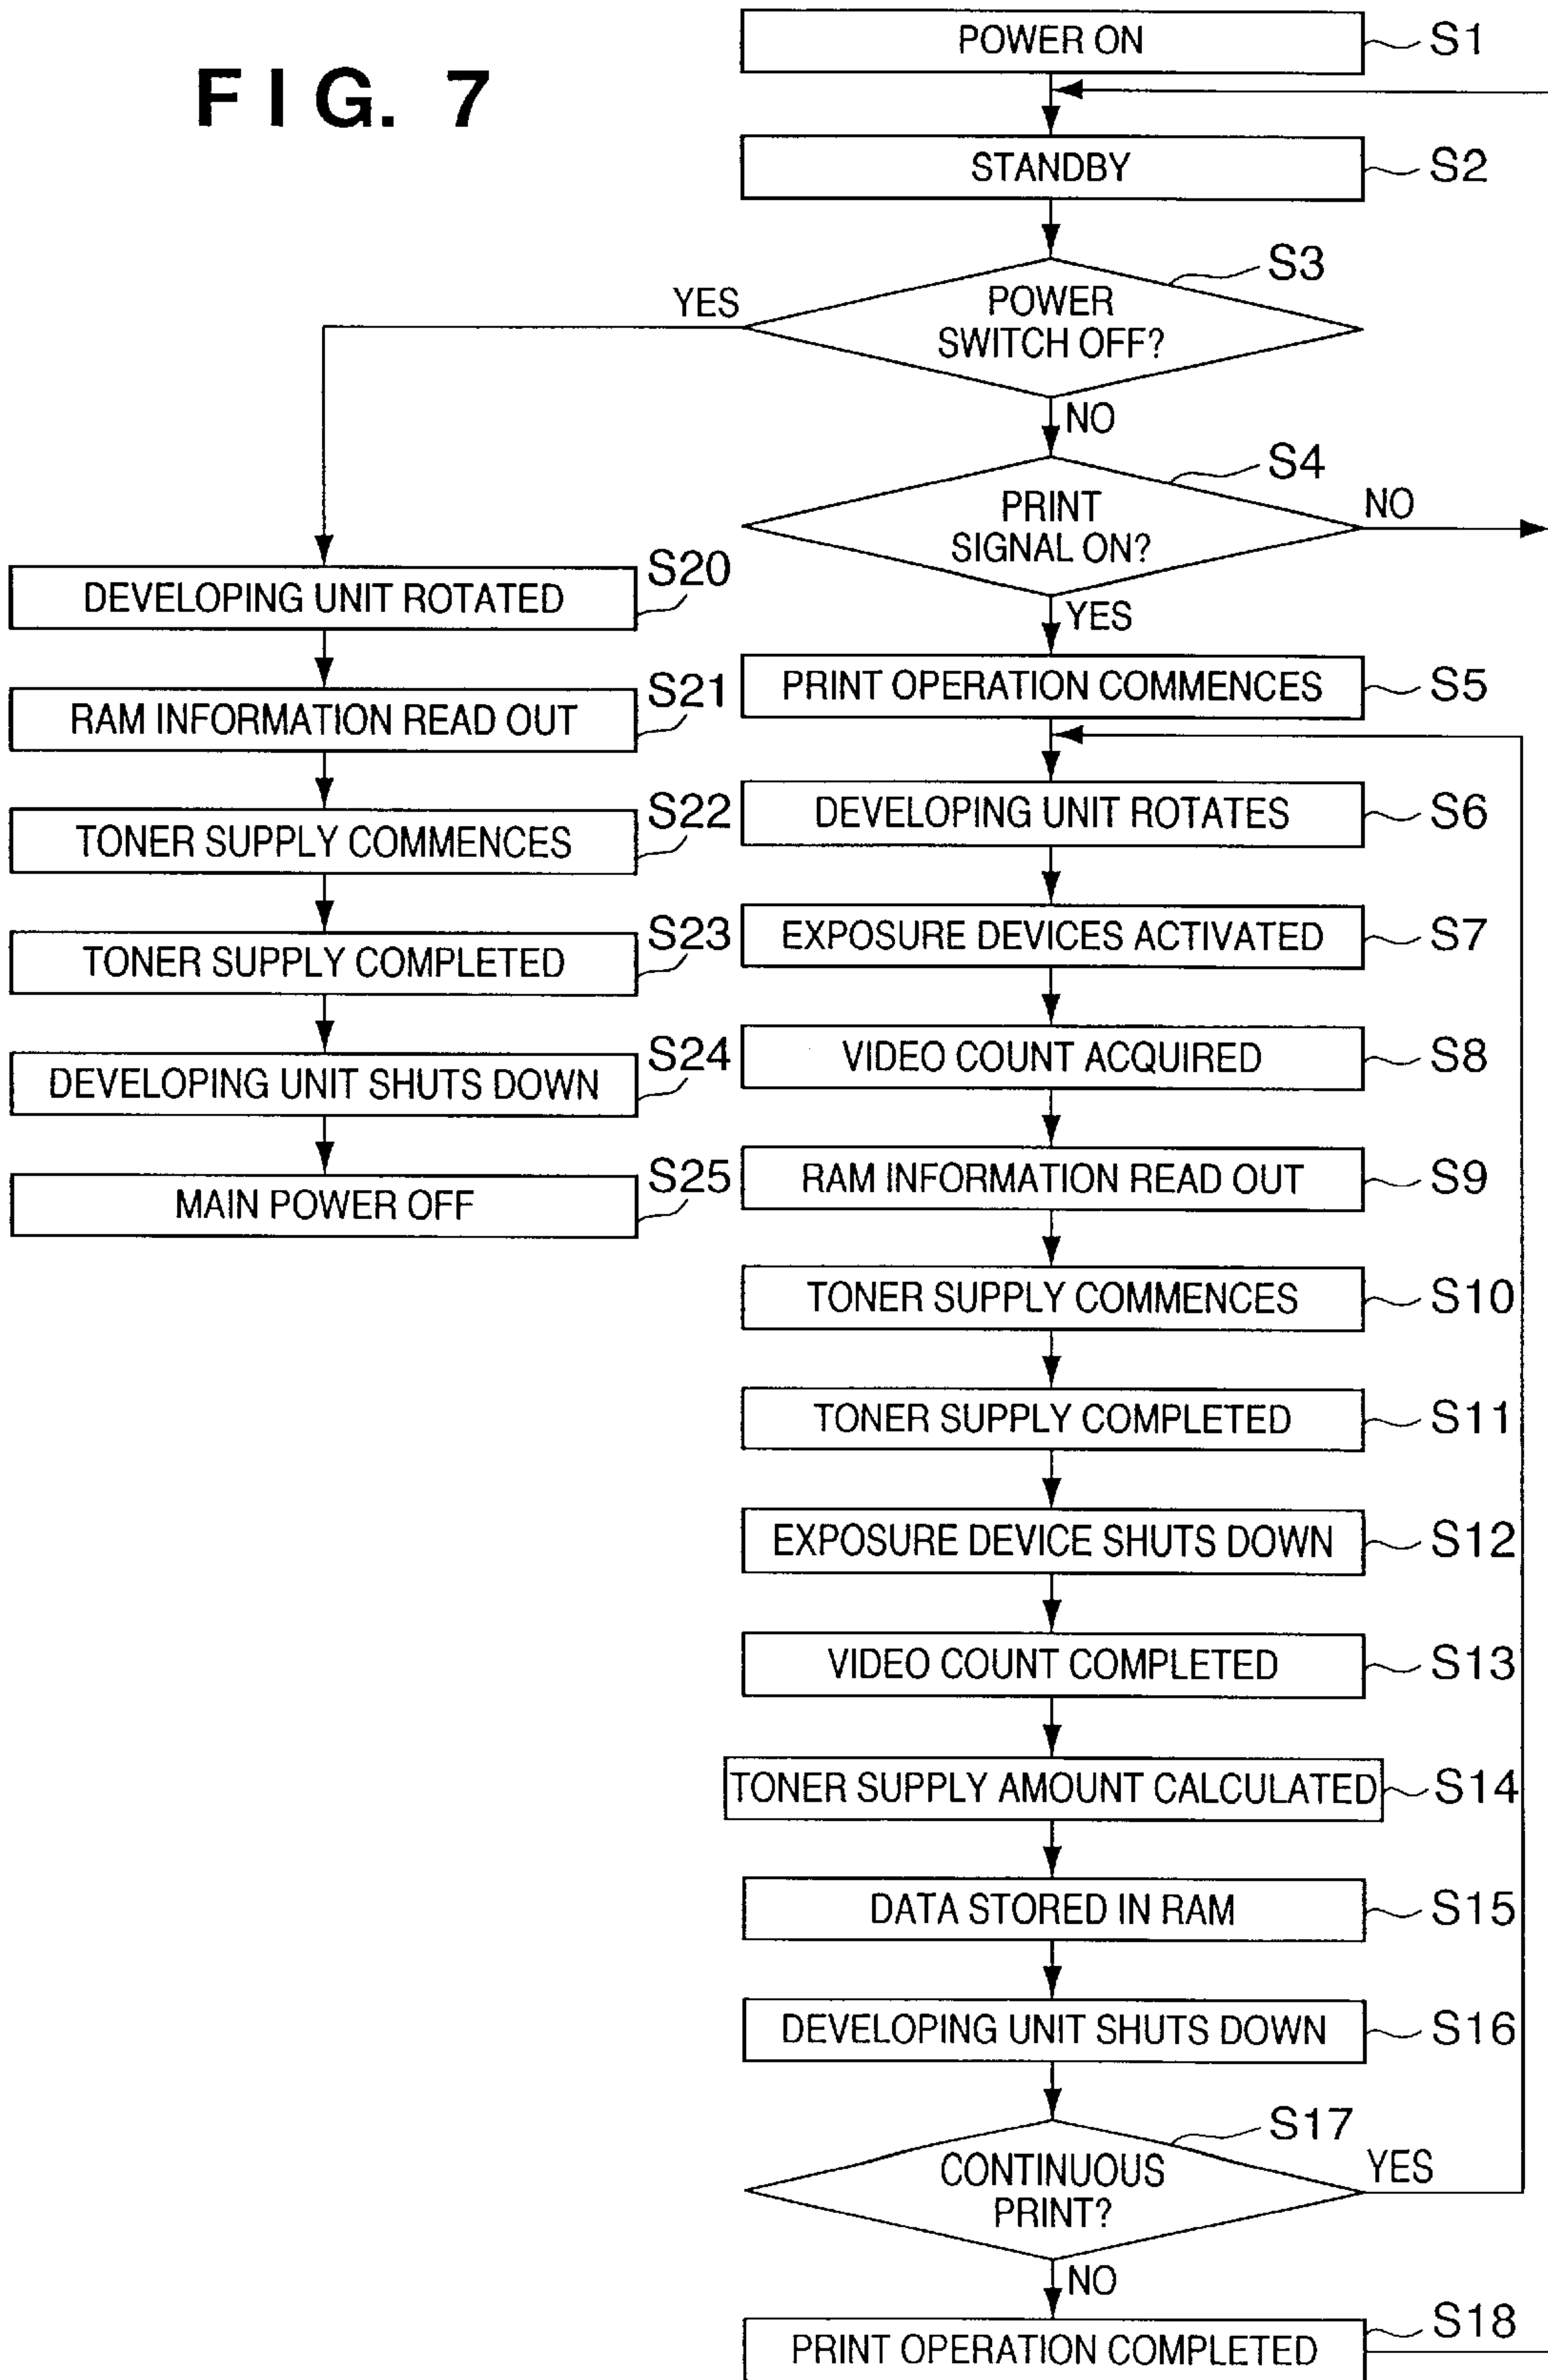 FIG. 7
POWER ON
S1
STANDBY
S2
S3
POWER
SWITCH OFF?
YES
NO
S4
PRINT
SIGNAL ON?
NO
YES
PRINT OPERATION COMMENCES
S5
DEVELOPING UNIT ROTATES
S6
EXPOSURE DEVICES ACTIVATED
S7
VIDEO COUNT ACQUIRED
S8
RAM INFORMATION READ OUT
S9
TONER SUPPLY COMMENCES
S10
TONER SUPPLY COMPLETED
S11
EXPOSURE DEVICE SHUTS DOWN
S12
VIDEO COUNT COMPLETED
S13
TONER SUPPLY AMOUNT CALCULATED
S14
DATA STORED IN RAM
S15
DEVELOPING UNIT SHUTS DOWN
S16
S17
CONTINUOUS
PRINT?
YES
NO
PRINT OPERATION COMPLETED
S18
DEVELOPING UNIT ROTATED
S20
RAM INFORMATION READ OUT
S21
TONER SUPPLY COMMENCES
S22
TONER SUPPLY COMPLETED
S23
DEVELOPING UNIT SHUTS DOWN
S24
MAIN POWER OFF
S25